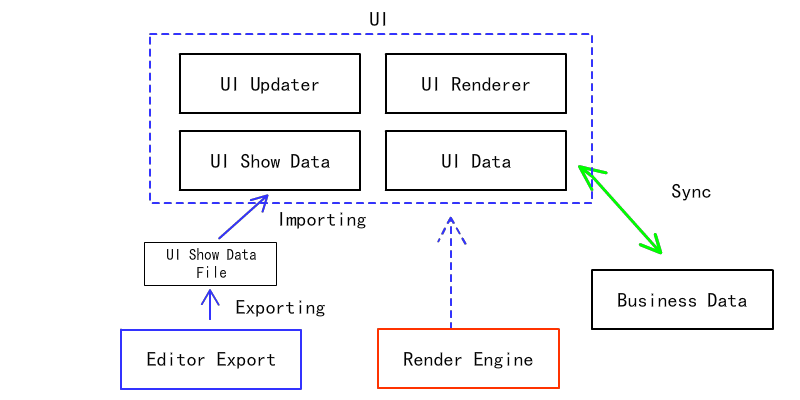 UI
UI Updater
UI Renderer
UI Show Data
UI Data
Sync
Importing
UI Show Data
File
Business Data
Exporting
Editor Export
Render Engine